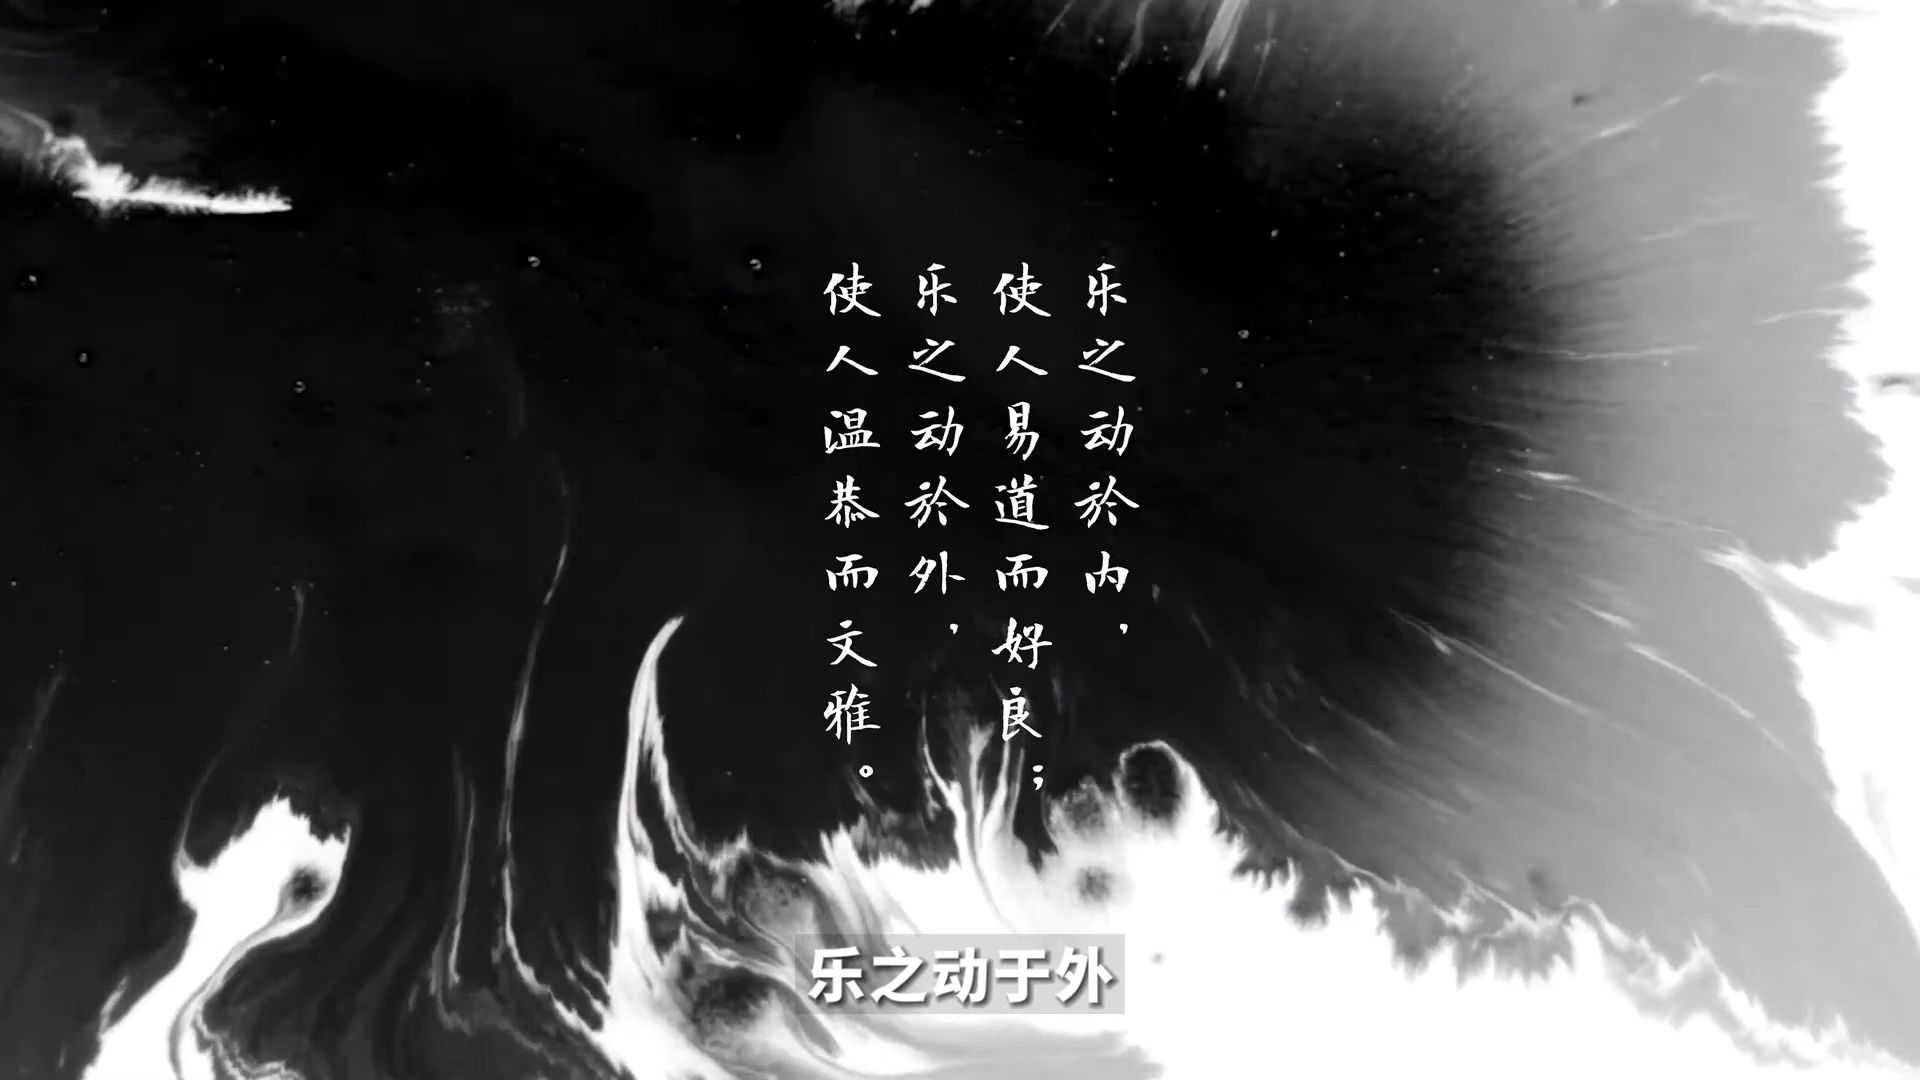 乐之动於内，
使人易道而好良；
乐之动於外，
使人温恭而文雅。
乐之动于外